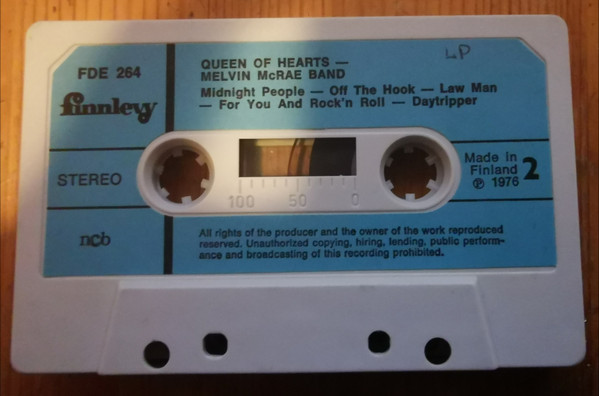 FDE 264
finnlevy
STEREO
ncb
QUEEN OF HEARTS —
MELVIN McRAE BAND
Midnight People — Off The Hook — Law Man
— For You And Rock'n Roll — Daytripper
LP
100 50 0
Made in
Finland
℗ 1976
2
All rights of the producer and the owner of the work reproduced
reserved. Unauthorized copying, hiring, lending, public perform-
ance and broadcasting of this recording prohibited.